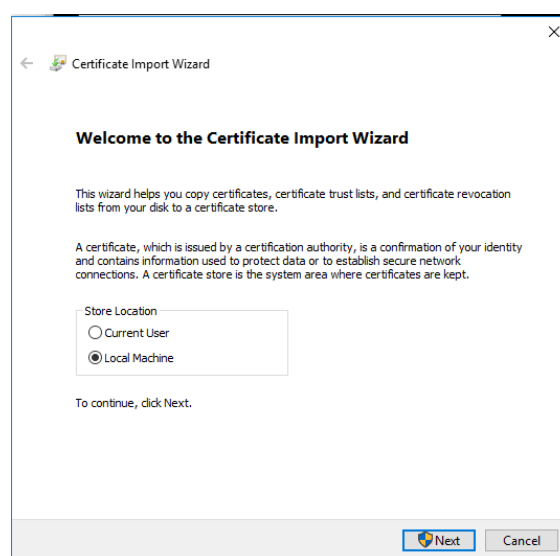 Certificate Import Wizard
Welcome to the Certificate Import Wizard
This wizard helps you copy certificates, certificate trust lists, and certificate revocation
lists from your disk to a certificate store.
A certificate, which is issued by a certification authority, is a confirmation of your identity
and contains information used to protect data or to establish secure network
connections. A certificate store is the system area where certificates are kept.
Store Location
Current User
Local Machine
To continue, click Next.
Next
Cancel